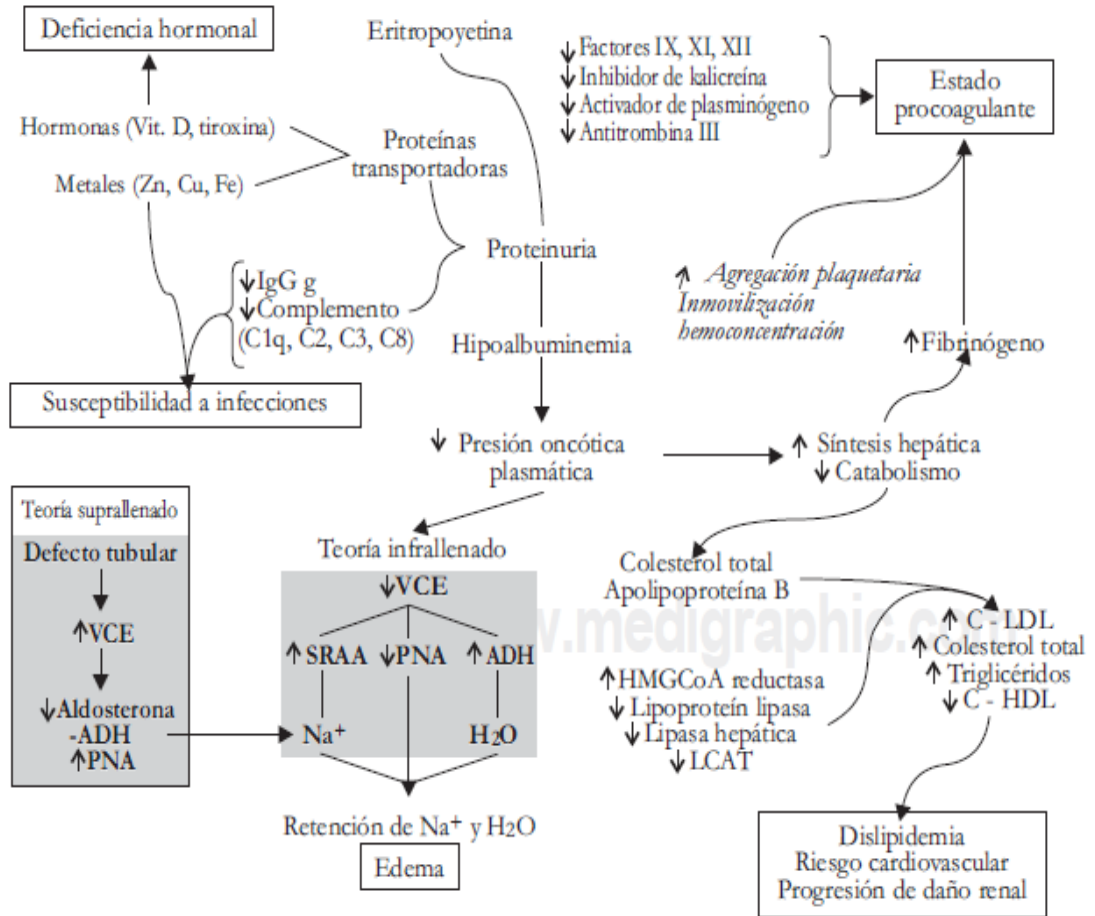 Deficiencia hormonal
Eritropoyetina
↓Factores IX, XI, XII
↓Inhibidor de kalicreína
↓Activador de plasminógeno
↓Antitrombina III
Estado
procoagulante
Hormonas (Vit. D, tiroxina)
Metales (Zn, Cu, Fe)
Proteínas
transportadoras
Proteinuria
↓IgG g
↓Complemento
(C1q, C2, C3, C8)
↑ Agregación plaquetaria
Inmovilización
hemoconcentración
Hipoalbuminemia
↑Fibrinógeno
Susceptibilidad a infecciones
↓ Presión oncótica
plasmática
↑ Síntesis hepática
↓Catabolismo
Teoría suprallenado
Defecto tubular
↑VCE
↓Aldosterona
-ADH
↑PNA
Teoría infrallenado
↓VCE
↑SRAA ↓PNA ↑ADH
Na+ H2O
Retención de Na+ y H2O
Edema
Colesterol total
Apolipoproteína B
w.medigraphic.com
↑ C - LDL
↑Colesterol total
↑Triglicéridos
↓C - HDL
↑HMGCoA reductasa
↓Lipoproteín lipasa
↓Lipasa hepática
↓LCAT
Dislipidemia
Riesgo cardiovascular
Progresión de daño renal